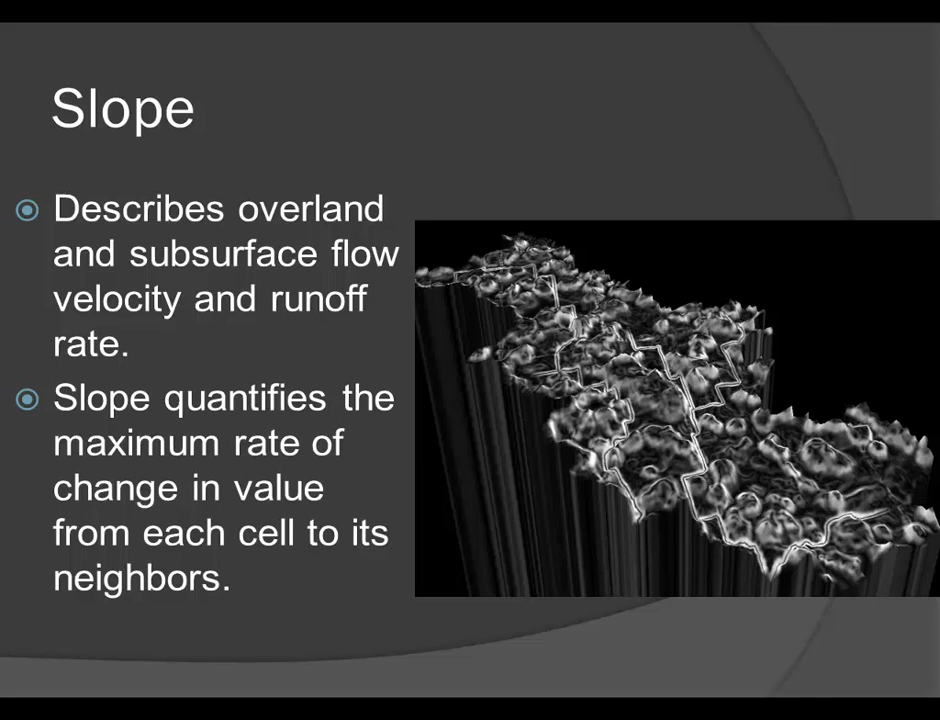 Slope
Describes overland
and subsurface flow
velocity and runoff
rate.
Slope quantifies the
maximum rate of
change in value
from each cell to its
neighbors.